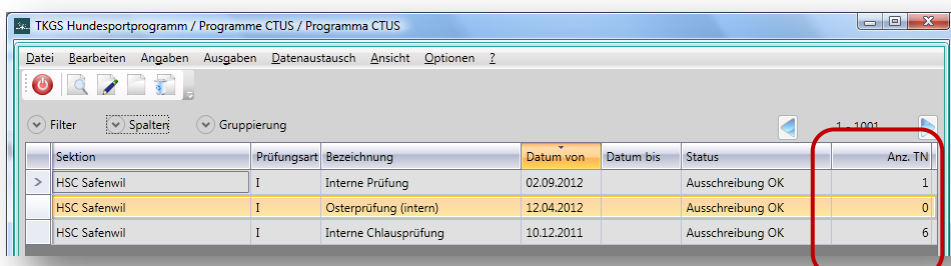 TKGS Hundesportprogramm / Programme CTUS / Programma CTUS
Datei Bearbeiten Angaben Ausgaben Datenaustausch Ansicht Optionen ?
Filter Spalten Gruppierung 1 - 1001
Sektion Prüfungsart Bezeichnung Datum von Datum bis Status Anz. TN
> HSC Safenwil I Interne Prüfung 02.09.2012 Ausschreibung OK 1
HSC Safenwil I Osterprüfung (intern) 12.04.2012 Ausschreibung OK 0
HSC Safenwil I Interne Chlausprüfung 10.12.2011 Ausschreibung OK 6